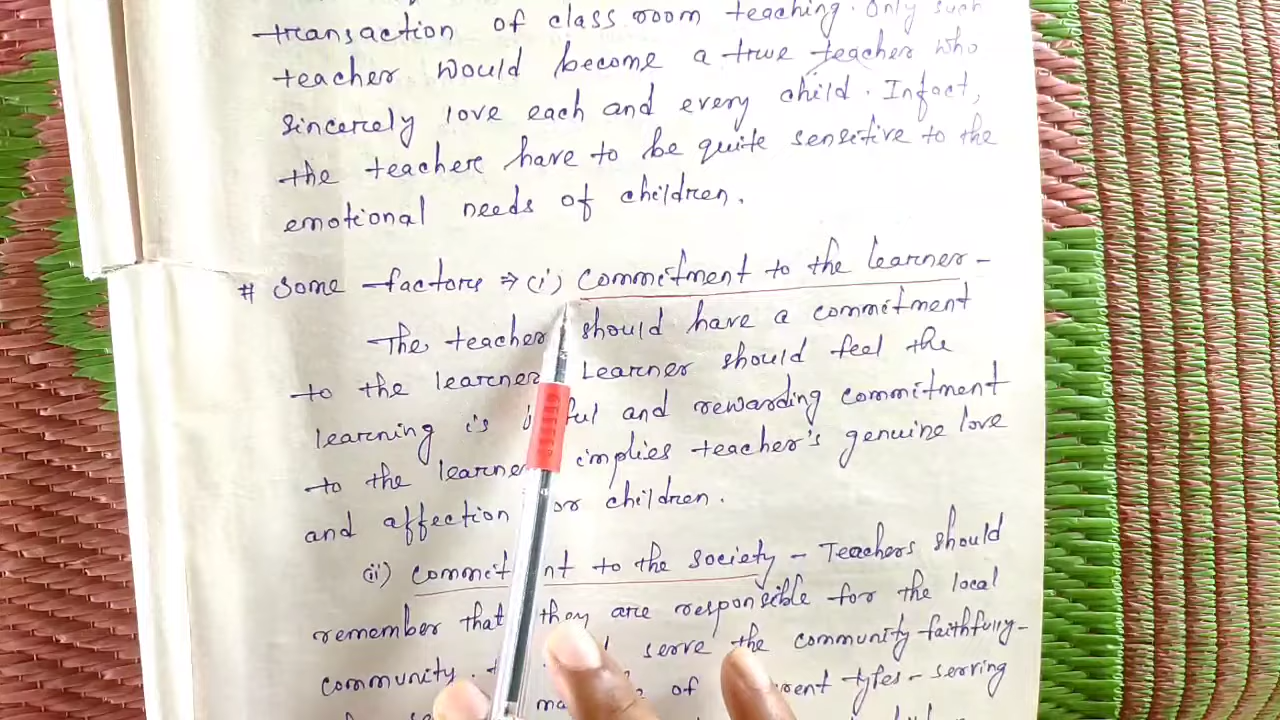 transaction of class room teaching. Only such
teacher would become a true teacher who
sincerely love each and every child. Infact,
the teacher have to be quite sensitive to the
emotional needs of children.
# Some factors ⇒ (i) Commitment to the learner -
The teacher should have a commitment
to the learner Learner should feel the
learning is ful and rewarding commitment
to the learner implies teacher's genuine love
and affection or children.
(ii) commit nt to the society - Teachers should
remember that they are responsible for the local
community. serve the community faithfully-
ma of rent types - serving